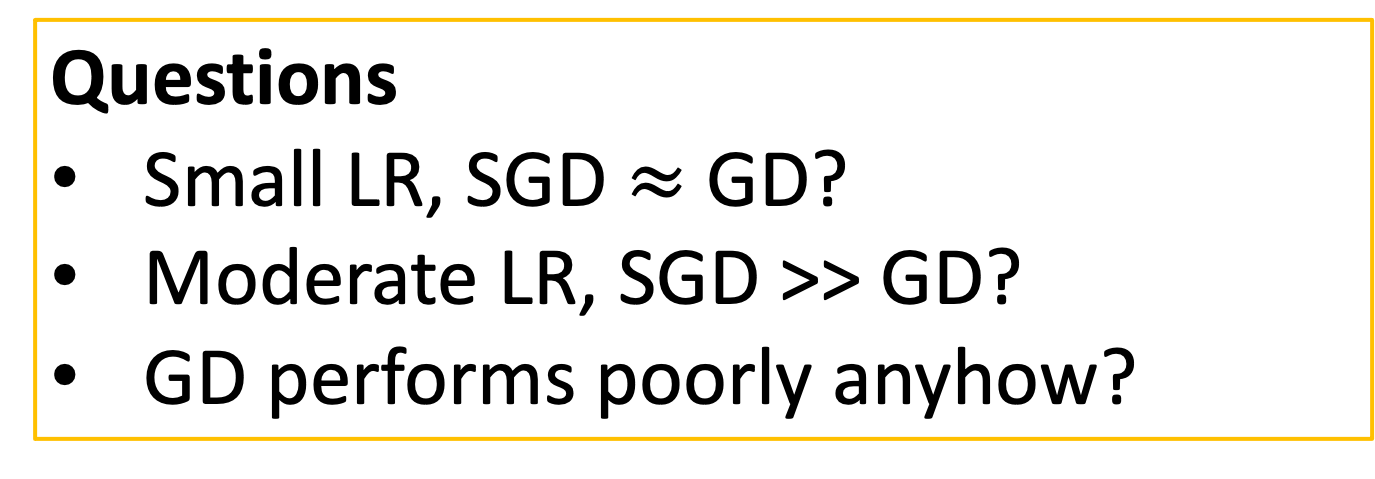 Questions
• Small LR, SGD ≈ GD?
• Moderate LR, SGD >> GD?
• GD performs poorly anyhow?